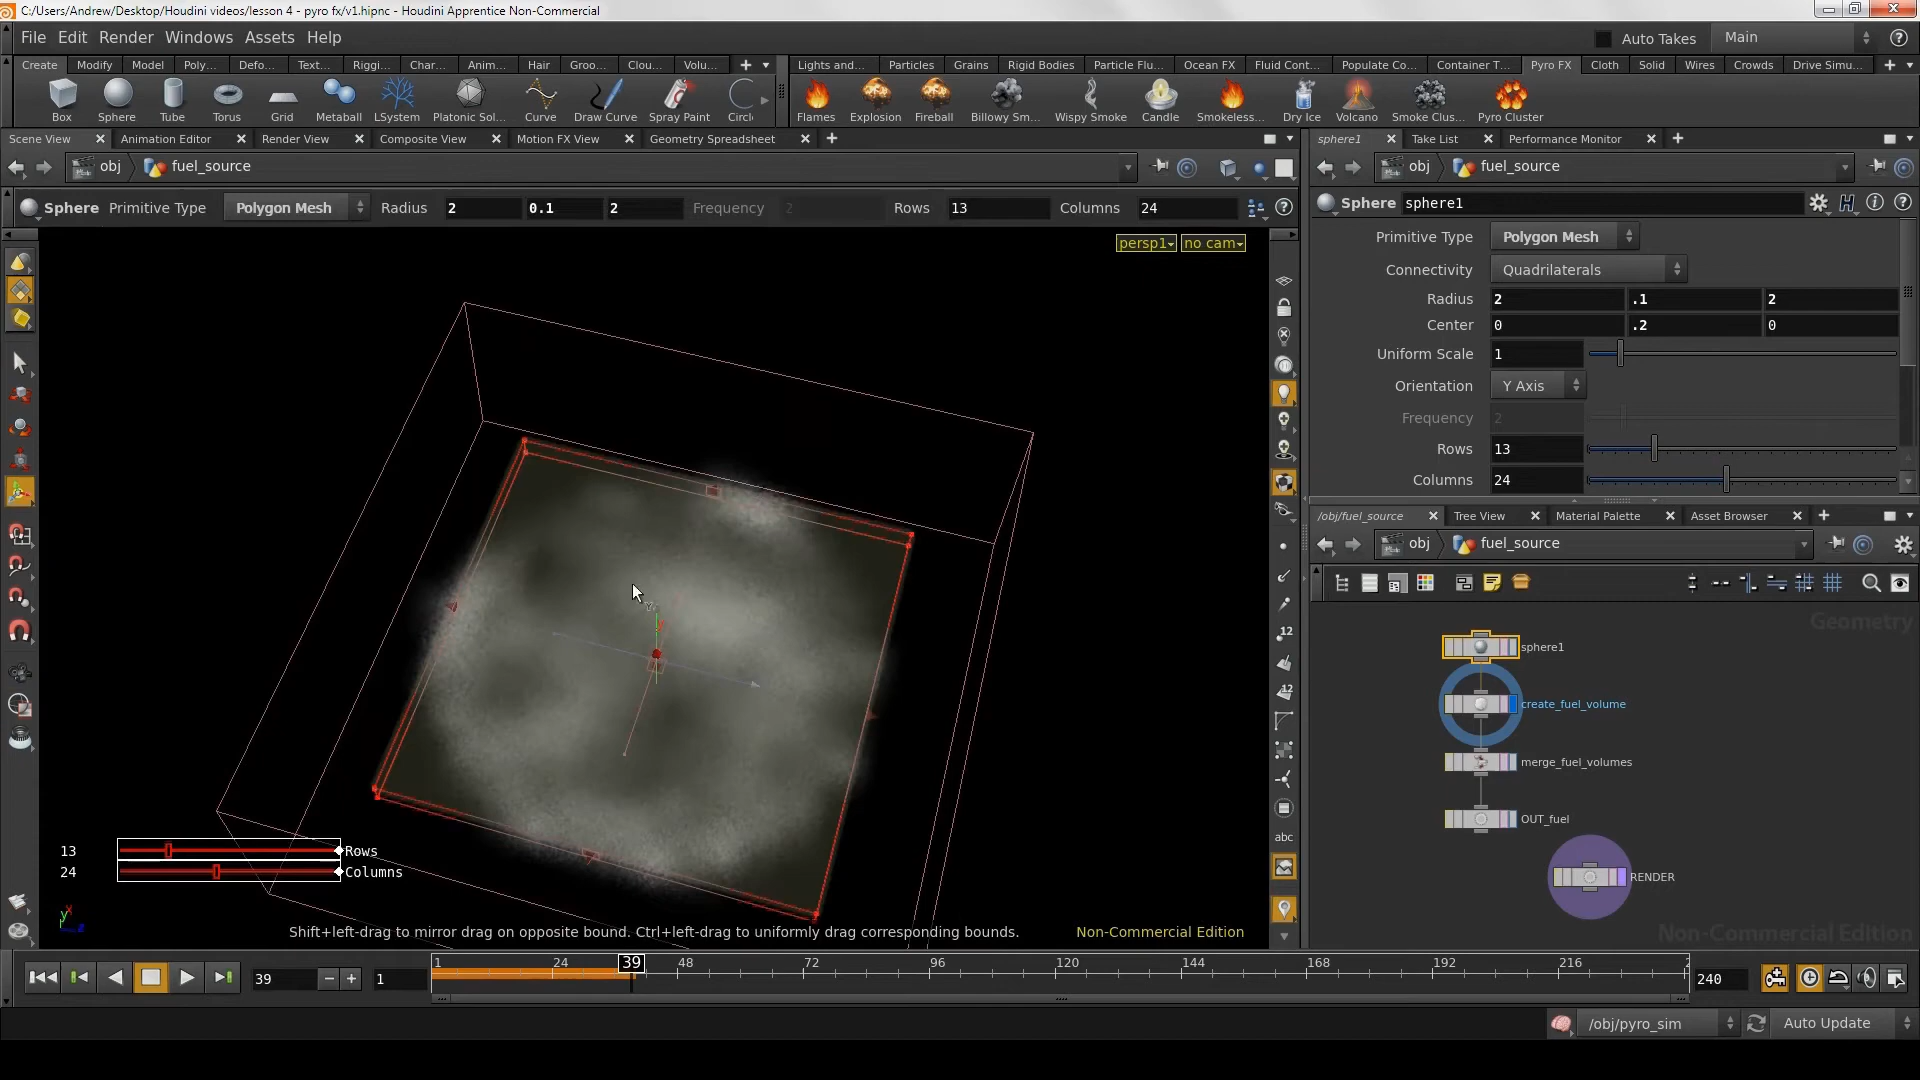 C:/Users/Andrew/Desktop/Houdini videos/lesson 4 - pyro fx/v1.hipnc - Houdini Apprentice Non-Commercial
File Edit Render Windows Assets Help
Auto Takes Main
Create Modify Model Poly... Defo... Text... Riggi... Char... Anim... Hair Groo... Clou... Volu...
Lights and... Particles Grains Rigid Bodies Particle Flu... Ocean FX Fluid Cont... Populate Co... Container T... Pyro FX Cloth Solid Wires Crowds Drive Simu...
Box Sphere Tube Torus Grid Metaball LSystem Platonic Sol... Curve Draw Curve Spray Paint Circl
Flames Explosion Fireball Billowy Sm... Wispy Smoke Candle Smokeless... Dry Ice Volcano Smoke Clus... Pyro Cluster
Scene View Animation Editor Render View Composite View Motion FX View Geometry Spreadsheet
sphere1 Take List Performance Monitor
obj fuel_source
obj fuel_source
Sphere Primitive Type Polygon Mesh Radius 2 0.1 2 Frequency 2 Rows 13 Columns 24
Sphere sphere1
persp1 no cam
Primitive Type Polygon Mesh
Connectivity Quadrilaterals
Radius 2 .1 2
Center 0 .2 0
Uniform Scale 1
Orientation Y Axis
Frequency 2
Rows 13
Columns 24
/obj/fuel_source Tree View Material Palette Asset Browser
obj fuel_source
12
12
abc
Geometry
sphere1
create_fuel_volume
merge_fuel_volumes
OUT_fuel
RENDER
Non-Commercial Edition
13 Rows
24 Columns
y x z
Shift+left-drag to mirror drag on opposite bound. Ctrl+left-drag to uniformly drag corresponding bounds.
Non-Commercial Edition
39 1
1 24 39 48 72 96 120 144 168 192 216 2
240
/obj/pyro_sim Auto Update